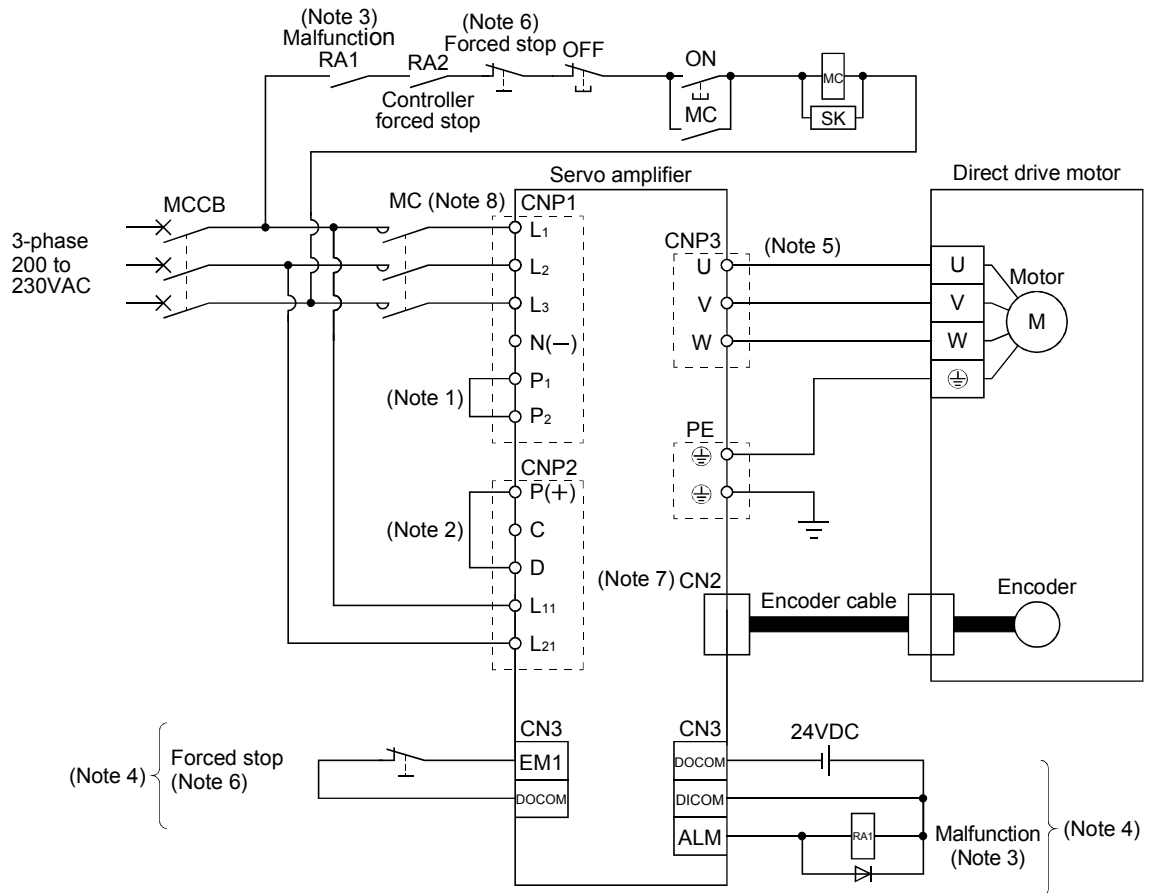 (Note 3)
Malfunction
RA1
RA2
Controller
forced stop
(Note 6)
Forced stop
OFF
ON
MC
MC
SK
Servo amplifier
Direct drive motor
MCCB
MC (Note 8)
CNP1
3-phase
200 to
230VAC
L1
L2
L3
N(—)
P1
P2
(Note 1)
CNP3
(Note 5)
U
V
W
U
V
W
Motor
M
PE
CNP2
P(+)
C
D
L11
L21
(Note 2)
(Note 7) CN2
Encoder cable
Encoder
(Note 4)
Forced stop
(Note 6)
CN3
EM1
DOCOM
CN3
DOCOM
DICOM
ALM
24VDC
RA1
Malfunction
(Note 3)
(Note 4)